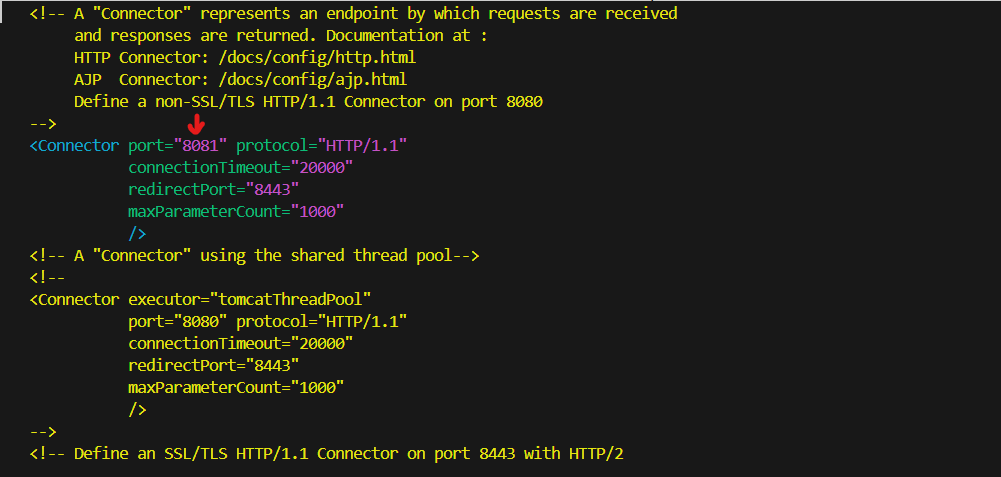 <!-- A "Connector" represents an endpoint by which requests are received
     and responses are returned. Documentation at :
     HTTP Connector: /docs/config/http.html
     AJP  Connector: /docs/config/ajp.html
     Define a non-SSL/TLS HTTP/1.1 Connector on port 8080
-->
<Connector port="8081" protocol="HTTP/1.1"
           connectionTimeout="20000"
           redirectPort="8443"
           maxParameterCount="1000"
           />
<!-- A "Connector" using the shared thread pool-->
<!--
<Connector executor="tomcatThreadPool"
           port="8080" protocol="HTTP/1.1"
           connectionTimeout="20000"
           redirectPort="8443"
           maxParameterCount="1000"
           />
-->
<!-- Define an SSL/TLS HTTP/1.1 Connector on port 8443 with HTTP/2